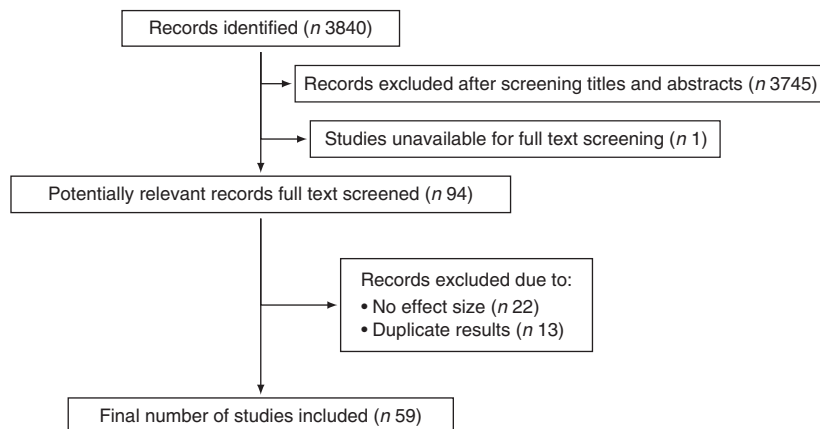 Records identified (n 3840)
Records excluded after screening titles and abstracts (n 3745)
Studies unavailable for full text screening (n 1)
Potentially relevant records full text screened (n 94)
Records excluded due to:
• No effect size (n 22)
• Duplicate results (n 13)
Final number of studies included (n 59)